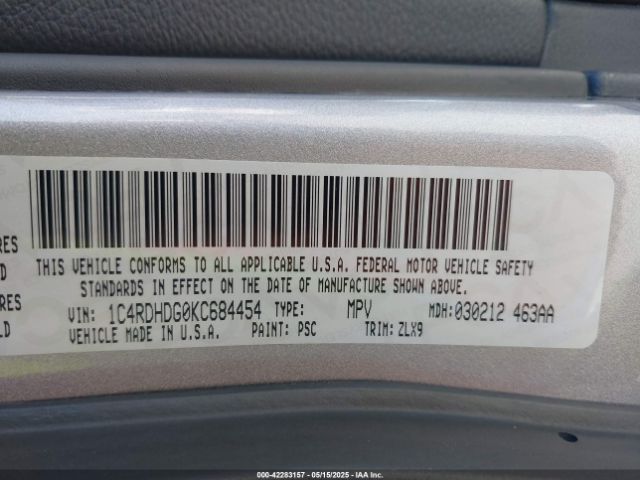 RES
THIS VEHICLE CONFORMS TO ALL APPLICABLE U.S.A. FEDERAL MOTOR VEHICLE SAFETY
D
STANDARDS IN EFFECT ON THE DATE OF MANUFACTURE SHOWN ABOVE.
RES
VIN: 1C4RDHDG0KC684454 TYPE: MPV MDH:030212 463AA
LD
VEHICLE MADE IN U.S.A. PAINT: PSC TRIM: ZLX9
000-42283157 - 05/15/2025 - IAA Inc.